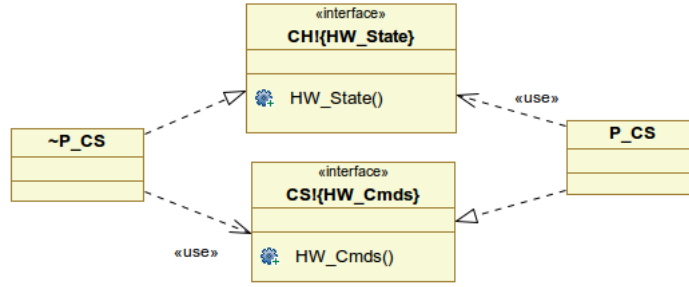 «interface»
CH!{HW_State}
HW_State()
«use»
~P_CS
P_CS
«interface»
CS!{HW_Cmds}
«use»
HW_Cmds()